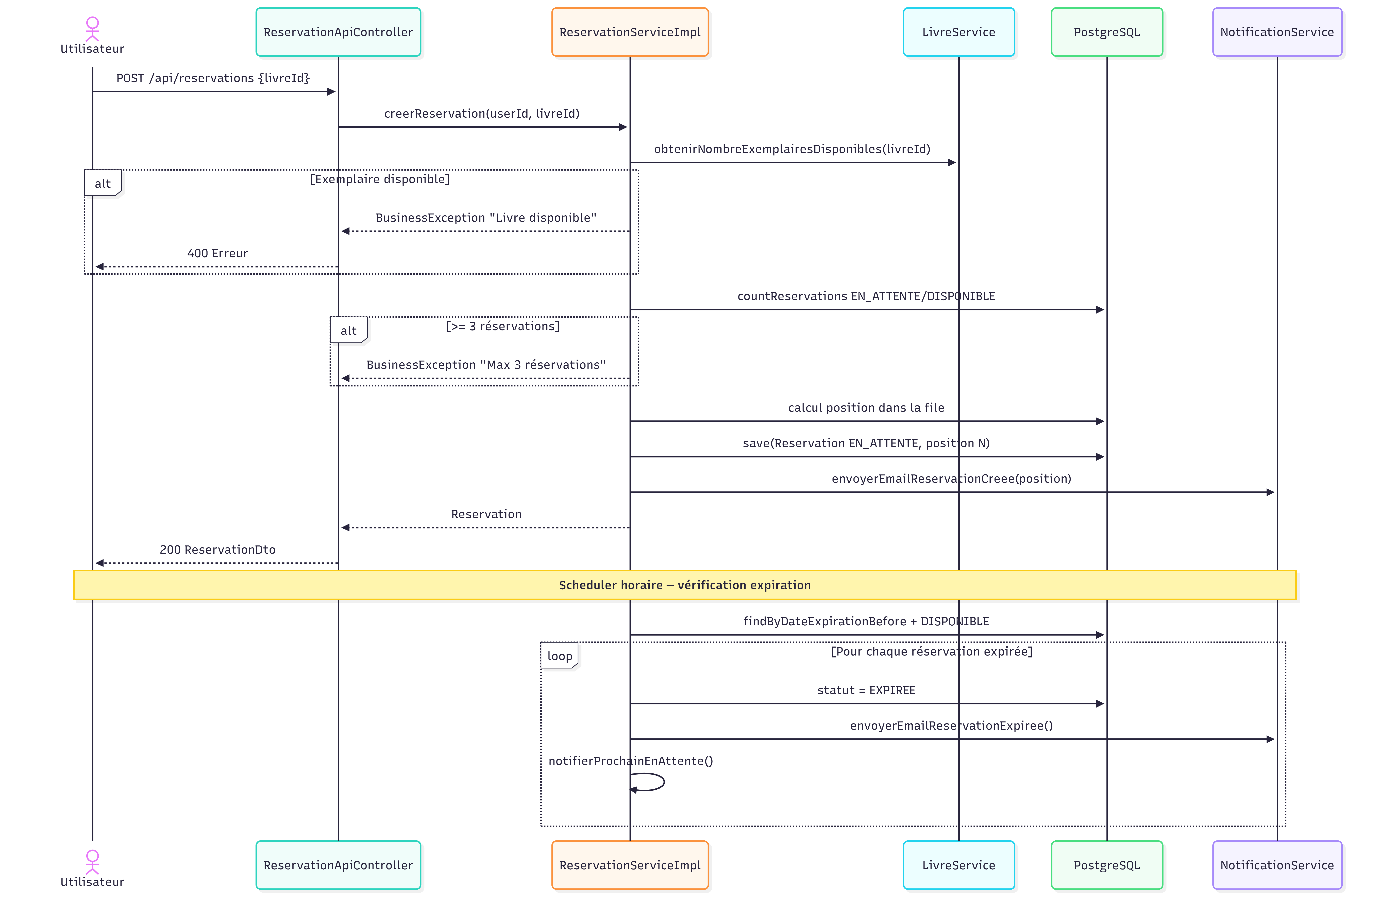 Utilisateur
ReservationApiController
ReservationServiceImpl
LivreService
PostgreSQL
NotificationService
POST /api/reservations {livreId}
creerReservation(userId, livreId)
obtenirNombreExemplairesDisponibles(livreId)
alt
[Exemplaire disponible]
BusinessException "Livre disponible"
400 Erreur
countReservations EN_ATTENTE/DISPONIBLE
alt
[>= 3 réservations]
BusinessException "Max 3 réservations"
calcul position dans la file
save(Reservation EN_ATTENTE, position N)
envoyerEmailReservationCreee(position)
Reservation
200 ReservationDto
Scheduler horaire – vérification expiration
findByDateExpirationBefore + DISPONIBLE
loop
[Pour chaque réservation expirée]
statut = EXPIREE
envoyerEmailReservationExpiree()
notifierProchainEnAttente()
Utilisateur
ReservationApiController
ReservationServiceImpl
LivreService
PostgreSQL
NotificationService